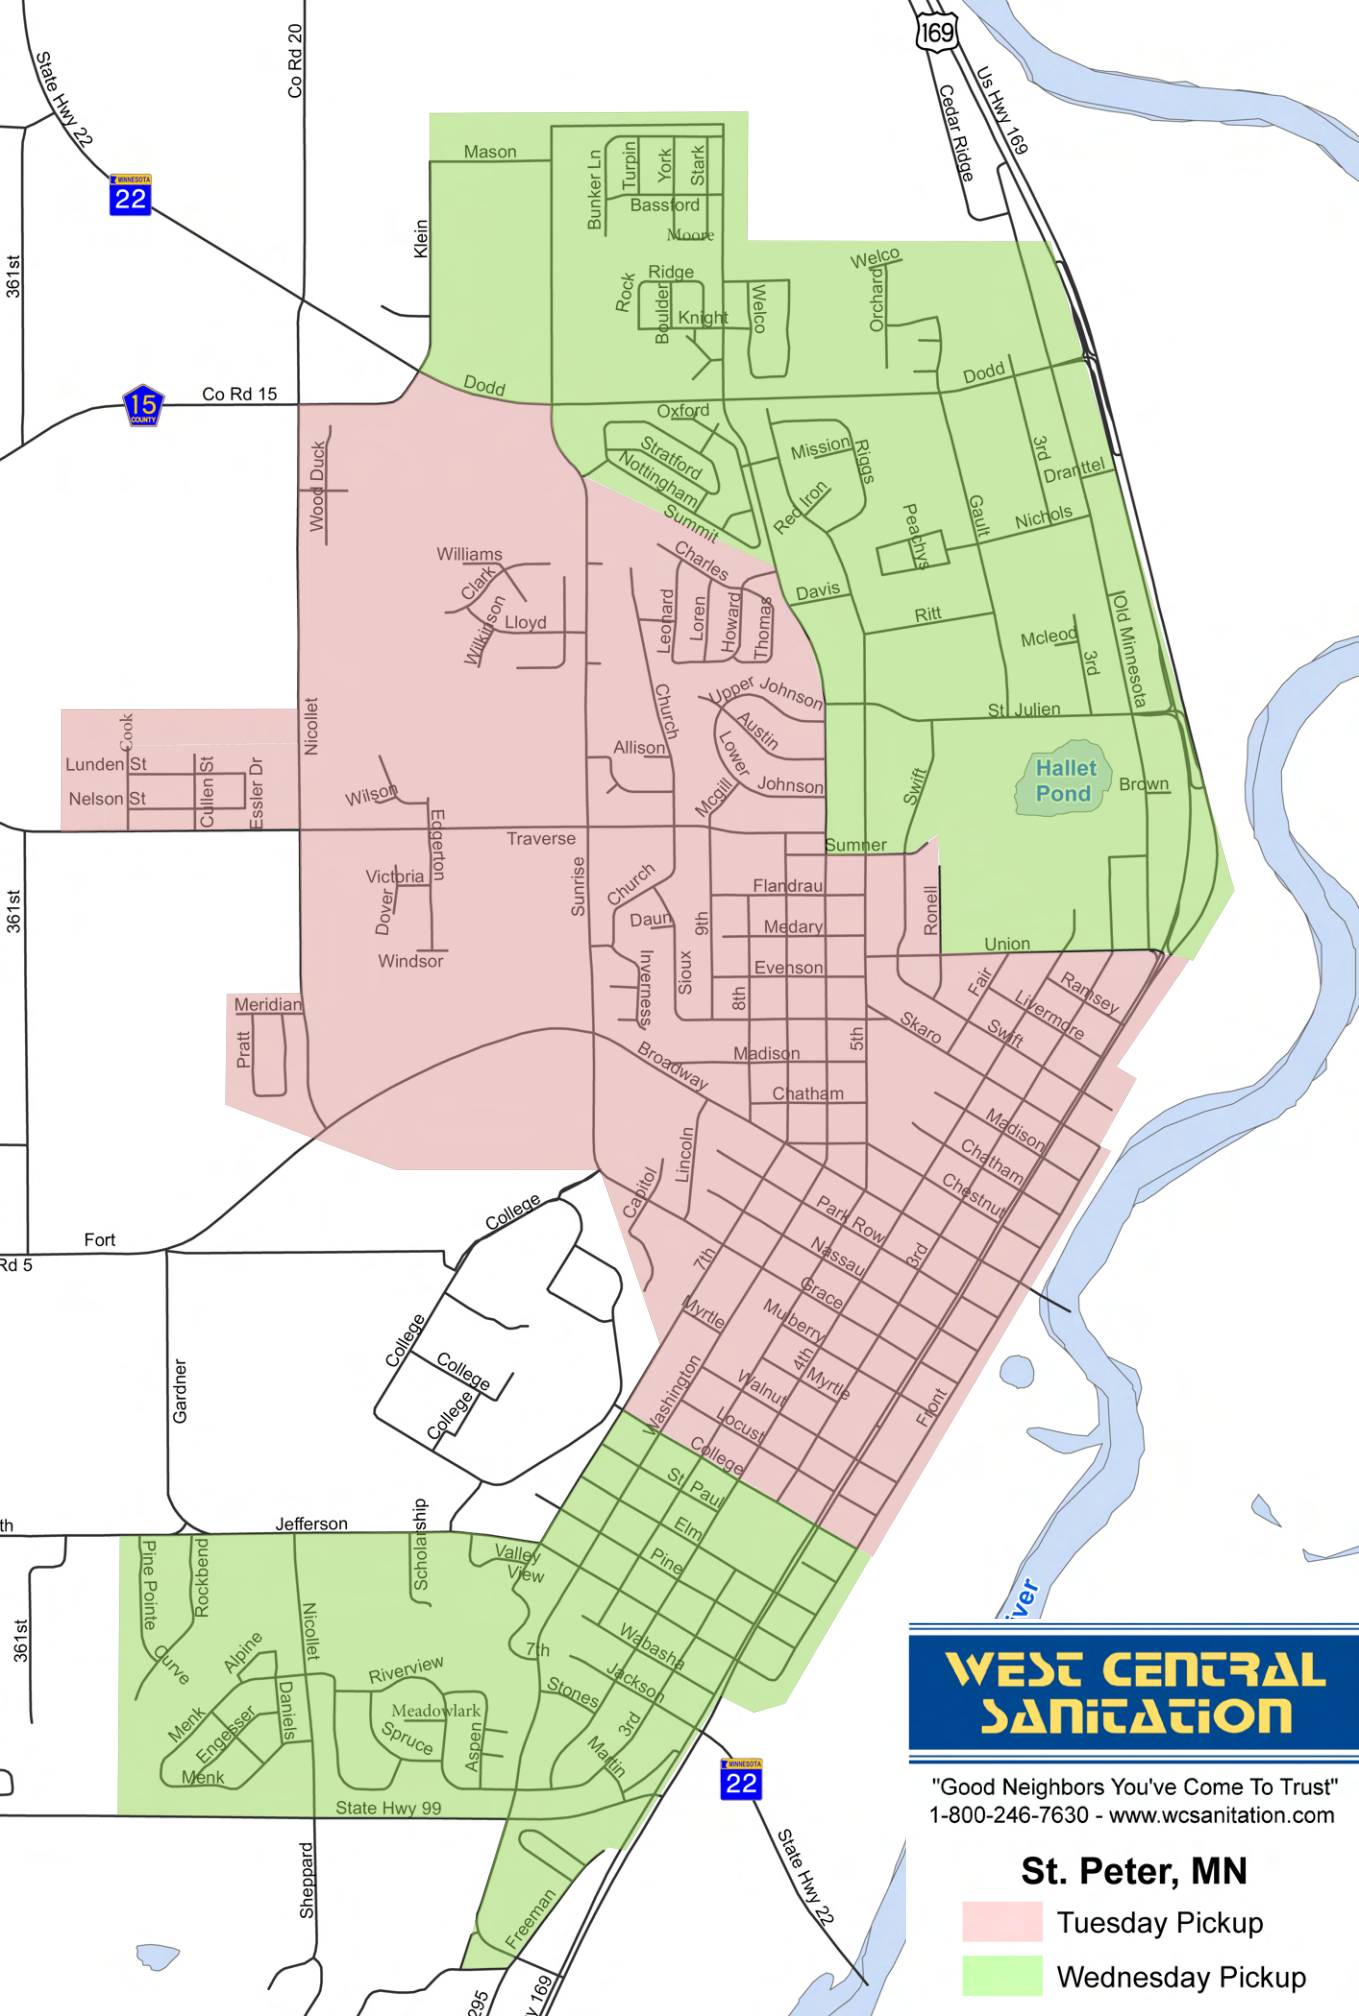 169
Us Hwy 169
Cedar Ridge
State Hwy 22
Co Rd 20
MINNESOTA
22
361st
Klein
Mason
Bunker Ln
Turpin
York
Stark
Bassford
Moore
Ridge
Rock
Boulder
Knight
Welco
Welco
Orchard
Dodd
Dodd
Co Rd 15
15
COUNTY
Oxford
Stratford
Nottingham
Summit
Mission
Riggs
Red Iron
3rd
Dranttel
Gault
Nichols
Peachys
Wood Duck
Williams
Clark
Wilkinson
Lloyd
Charles
Leonard
Loren
Howard
Thomas
Davis
Ritt
Mcleod
3rd
Old Minnesota
St Julien
Upper Johnson
Austin
Lower Johnson
Church
Allison
Mcgill
Nicollet
Cook
Lunden St
Nelson St
Cullen St
Essler Dr
Wilson
Edgerton
Traverse
Swift
Hallet
Pond
Brown
Sumner
Victoria
Dover
Windsor
Sunrise
Church
Daun
9th
Flandrau
Medary
Evenson
Inverness
Sioux
8th
Ronell
Union
361st
Meridian
Pratt
Broadway
Madison
5th
Chatham
Skaro
Swift
Fair
Livermore
Ramsey
Lincoln
Capitol
Madison
Chatham
Chestnut
Park Row
Nassau
3rd
Grace
Mulberry
4th
Myrtle
7th
Myrtle
Walnut
Washington
Locust
Front
College
Fort
Rd 5
College
College
College
College
Gardner
St Paul
Elm
Pine
th
Jefferson
Scholarship
Valley
View
Pine Pointe
Rockbend
Nicollet
361st
Curve
Alpine
7th
Wabasha
Jackson
Riverview
Stones
Daniels
Menk
Engesser
Menk
Meadowlark
Spruce
Aspen
3rd
Martin
State Hwy 99
MINNESOTA
22
State Hwy 22
Sheppard
Freeman
295
y 169
iver
WEST CENTRAL
SANITATION
"Good Neighbors You've Come To Trust"
1-800-246-7630 - www.wcsanitation.com
St. Peter, MN
Tuesday Pickup
Wednesday Pickup